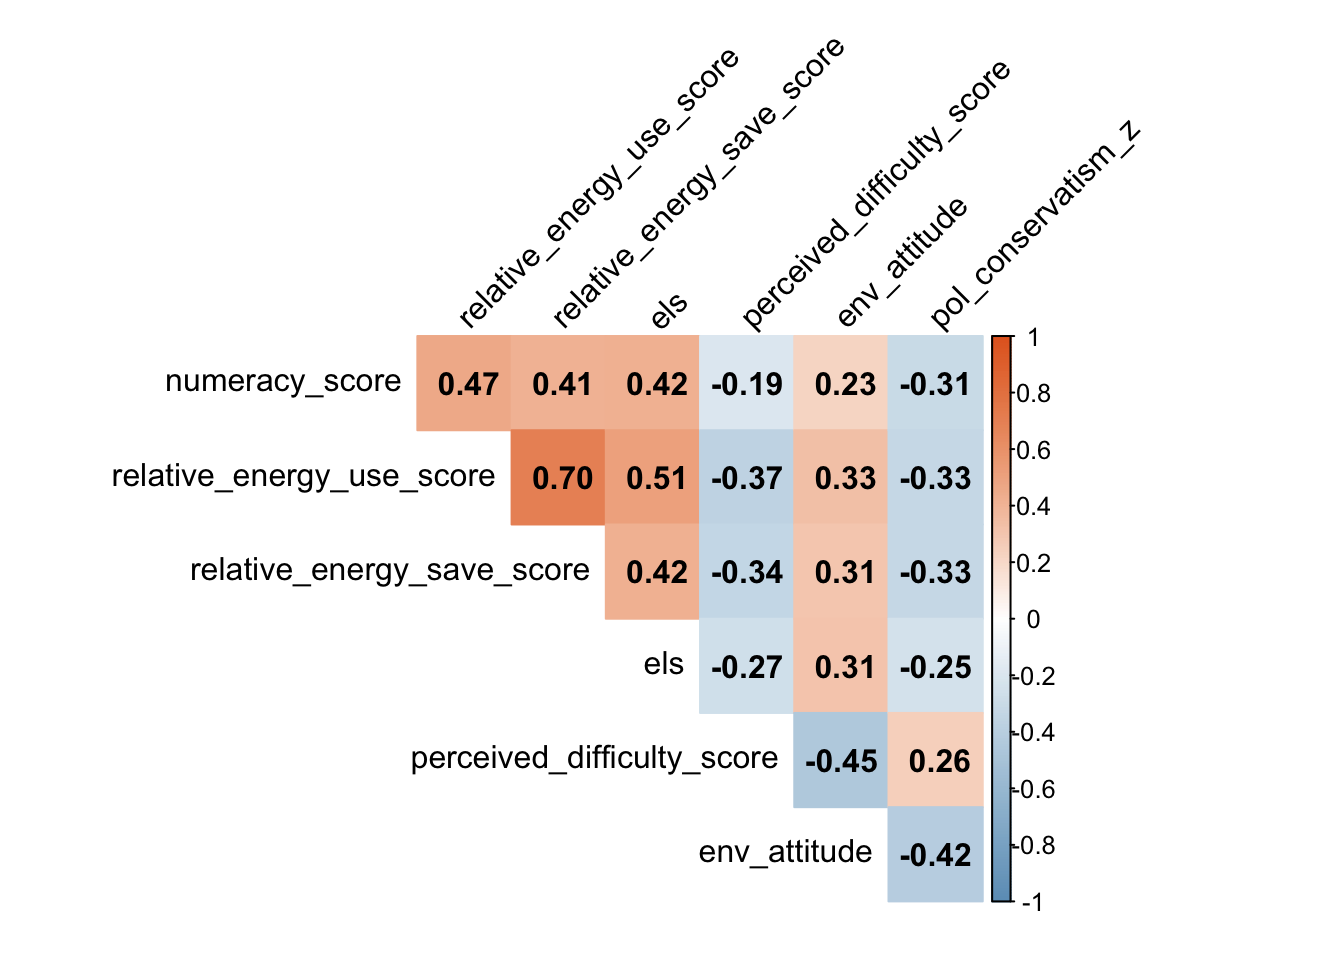 relative_energy_use_score
relative_energy_save_score
els
perceived_difficulty_score
env_attitude
pol_conservatism_z
numeracy_score 0.47 0.41 0.42 -0.19 0.23 -0.31
relative_energy_use_score 0.70 0.51 -0.37 0.33 -0.33
relative_energy_save_score 0.42 -0.34 0.31 -0.33
els -0.27 0.31 -0.25
perceived_difficulty_score -0.45 0.26
env_attitude -0.42
1
0.8
0.6
0.4
0.2
0
-0.2
-0.4
-0.6
-0.8
-1